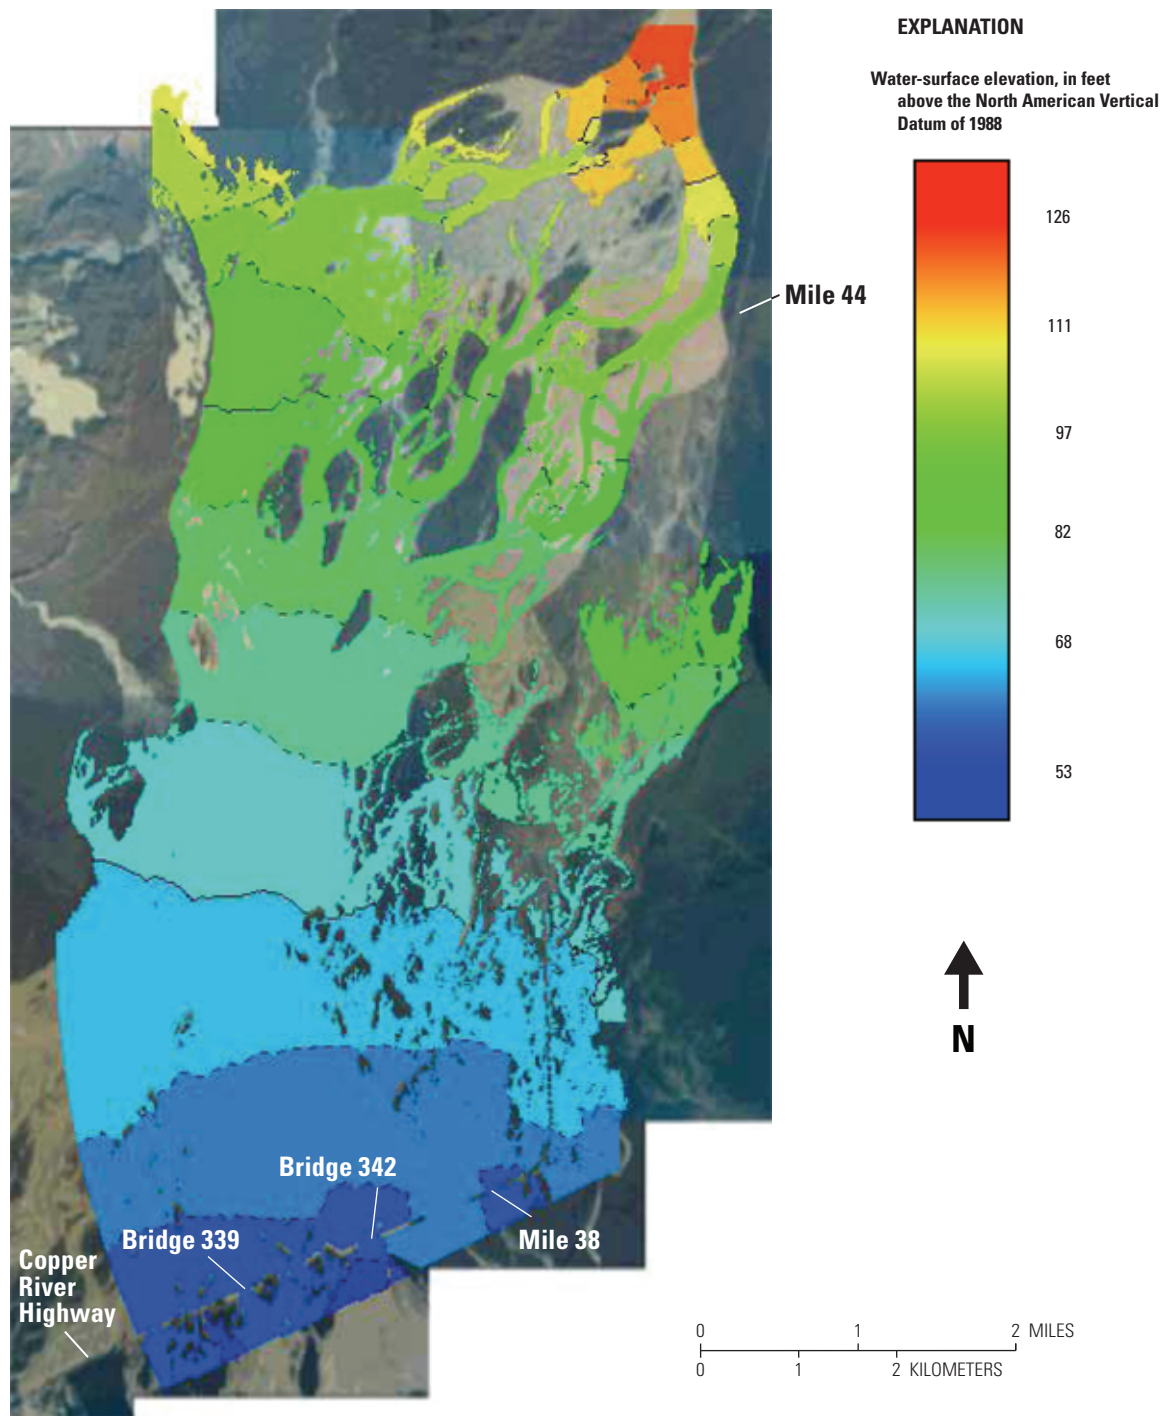 EXPLANATION
Water-surface elevation, in feet
above the North American Vertical
Datum of 1988
126
111
97
82
68
53
Mile 44
N
Bridge 342
Bridge 339
Mile 38
Copper
River
Highway
0 1 2 MILES
0 1 2 KILOMETERS